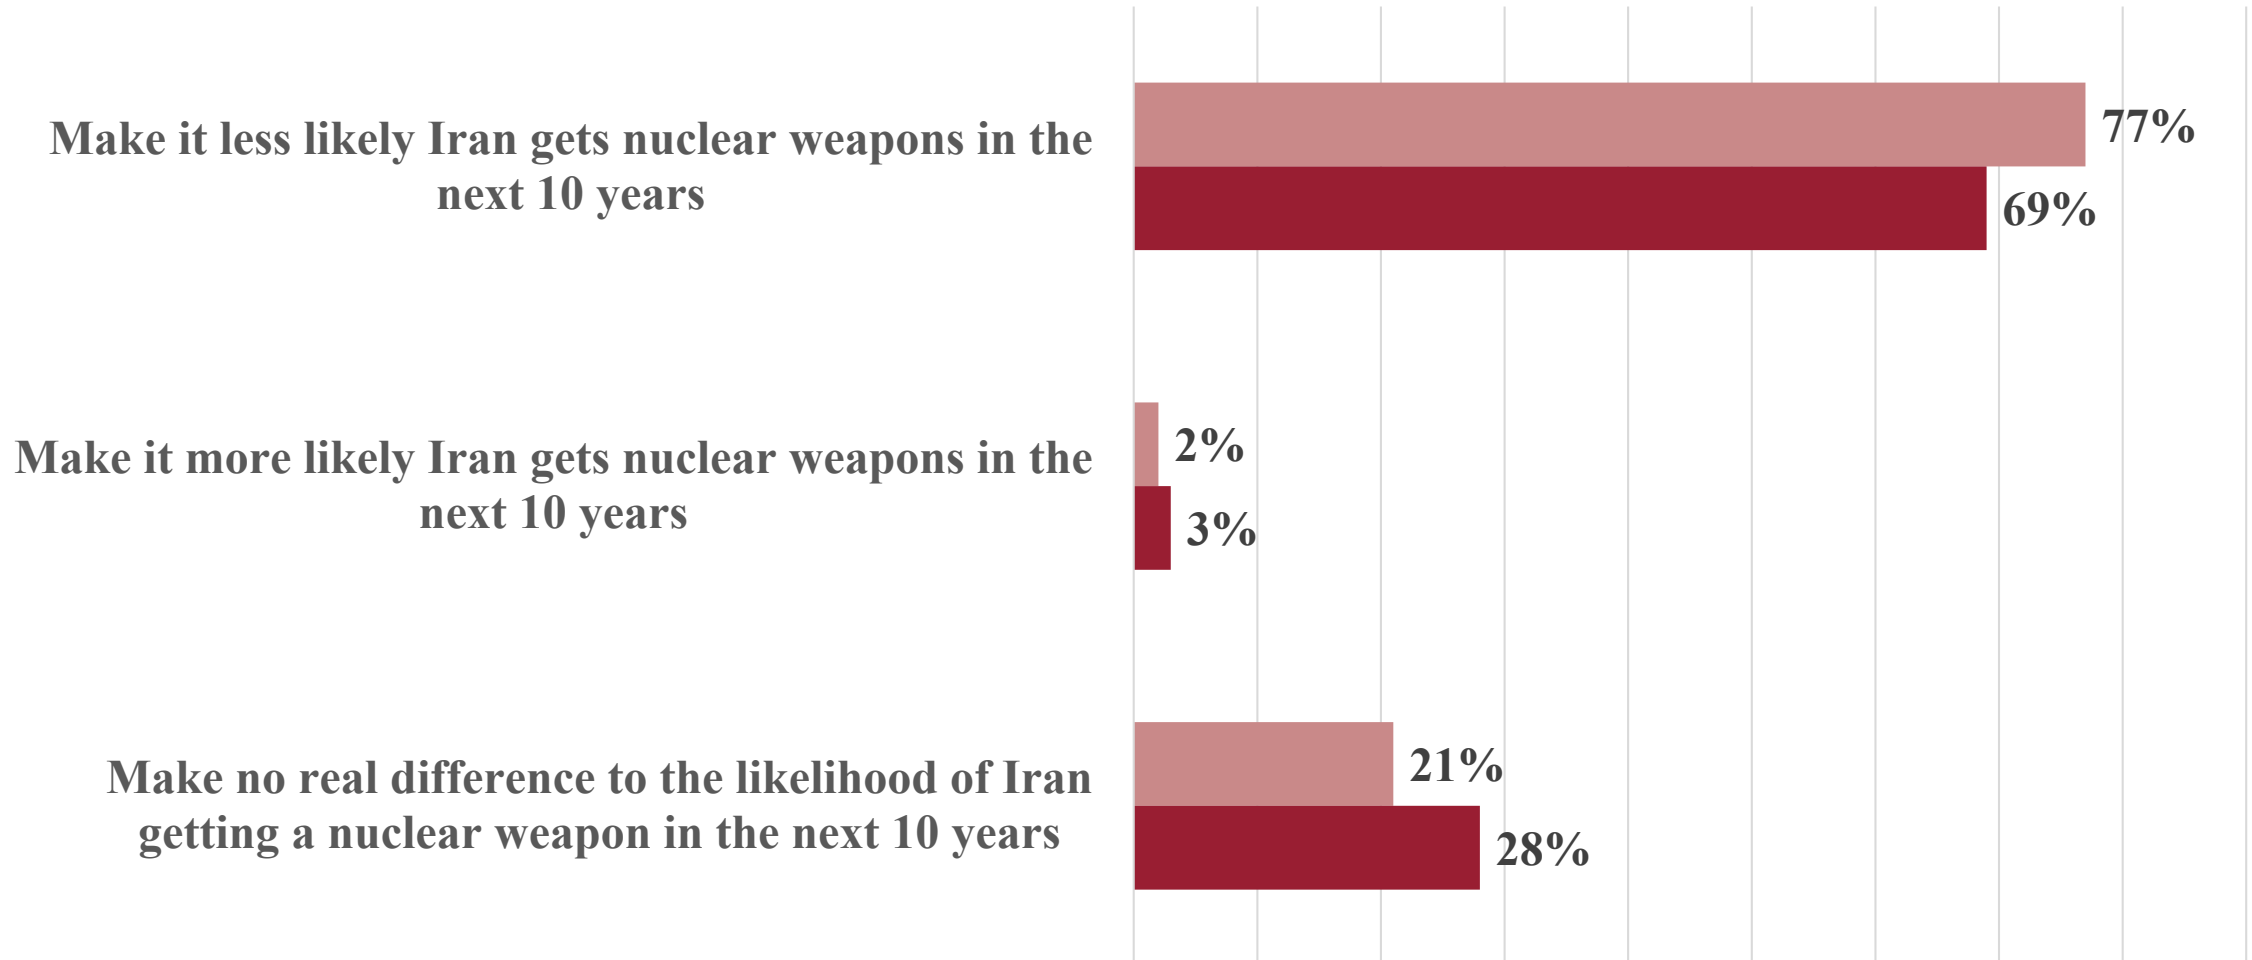 Make it less likely Iran gets nuclear weapons in the
next 10 years
77%
69%
Make it more likely Iran gets nuclear weapons in the
next 10 years
2%
3%
Make no real difference to the likelihood of Iran
getting a nuclear weapon in the next 10 years
21%
28%